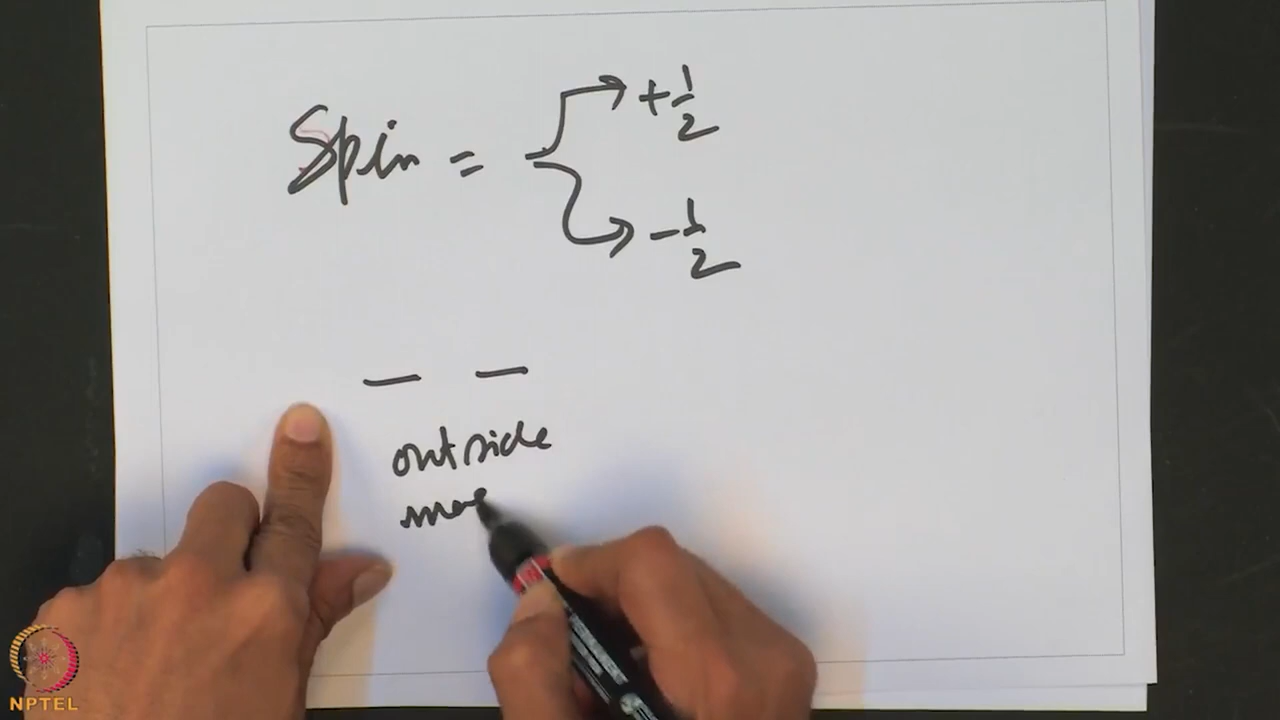 Spin = +1/2
-1/2
outside
NPTEL